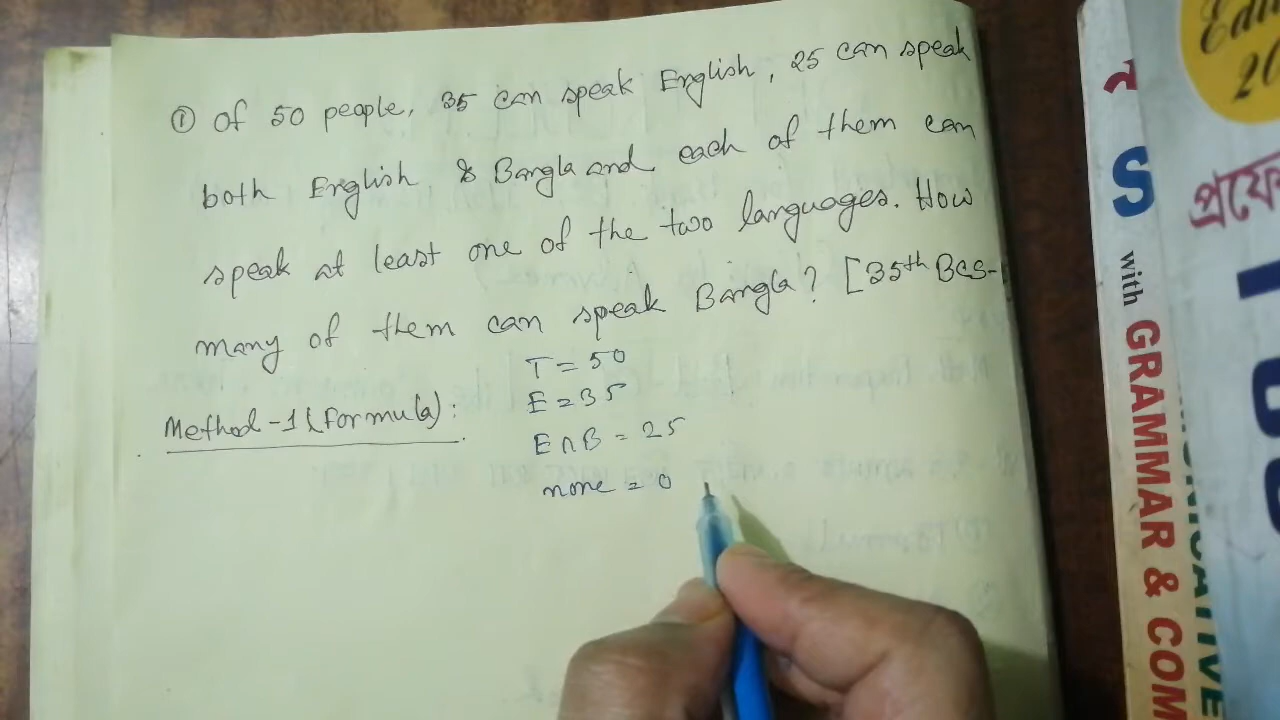 ① Of 50 people, 35 can speak English, 25 can speak
both English & Bangla and each of them can
speak at least one of the two languages. How
many of them can speak Bangla? [35th BCS-
Method-1 (Formula):
T = 50
E = 35
E∩B = 25
none = 0
S
with GRAMMAR & COM